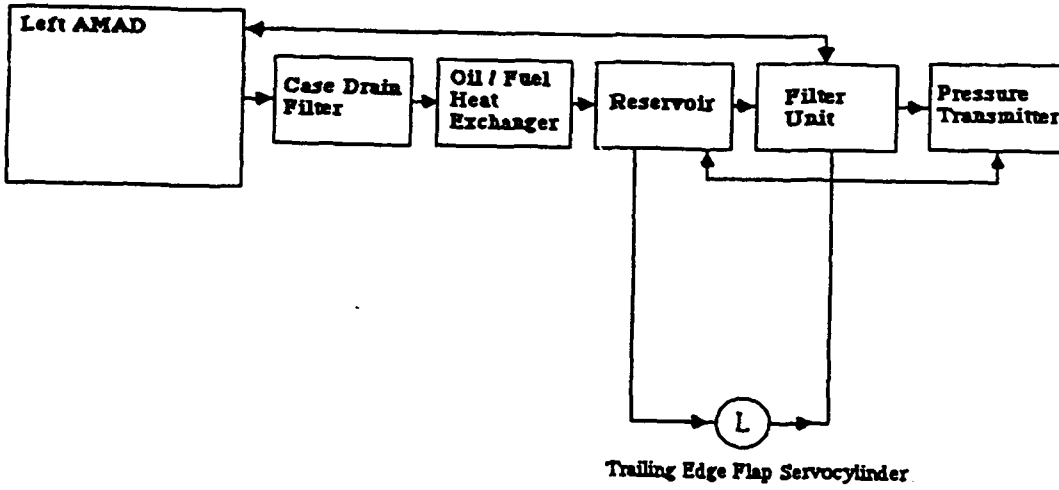 Left AMAD
Case Drain
Filter
Oil / Fuel
Heat
Exchanger
Reservoir
Filter
Unit
Pressure
Transmitter
L
Trailing Edge Flap Servocylinder